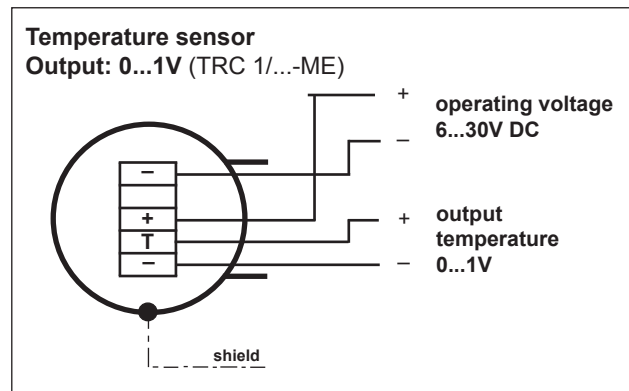 Temperature sensor
Output: 0...1V (TRC 1/...-ME)
+
operating voltage
6...30V DC
–
–
+
T
–
+
output
temperature
0...1V
–
shield